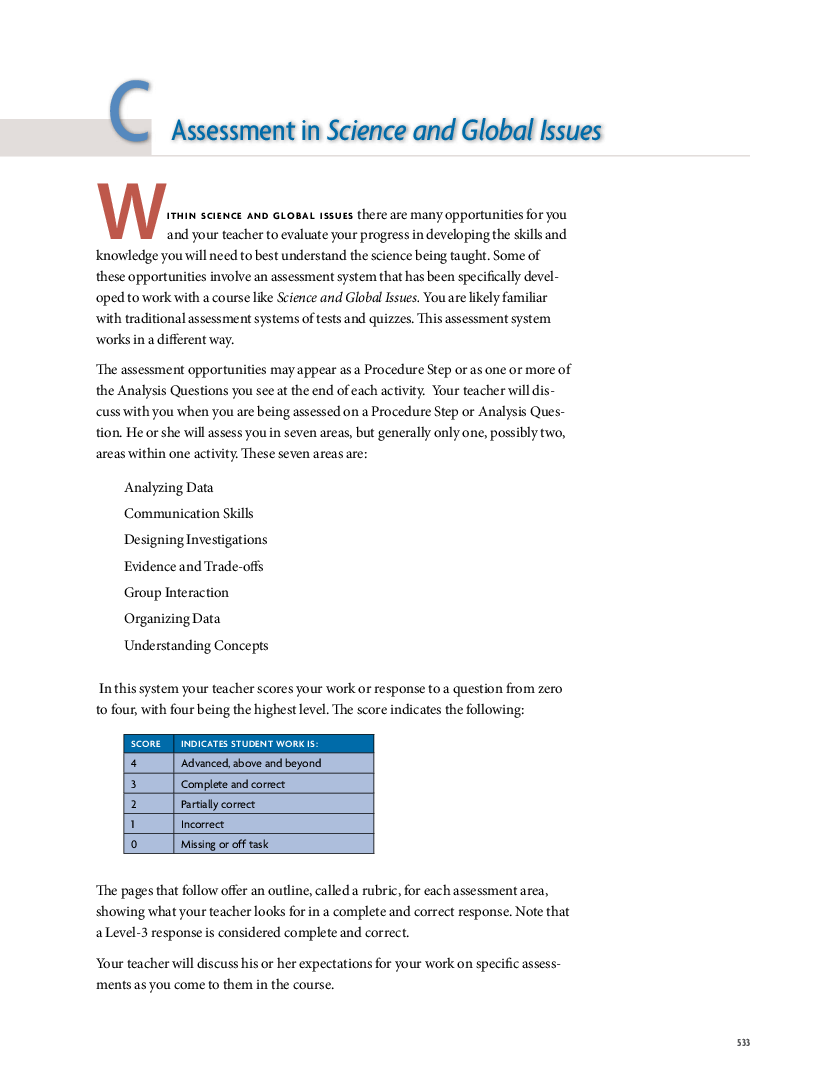 C
Assessment in Science and Global Issues
WITHIN SCIENCE AND GLOBAL ISSUES there are many opportunities for you
and your teacher to evaluate your progress in developing the skills and
knowledge you will need to best understand the science being taught. Some of
these opportunities involve an assessment system that has been specifically devel-
oped to work with a course like Science and Global Issues. You are likely familiar
with traditional assessment systems of tests and quizzes. This assessment system
works in a different way.
The assessment opportunities may appear as a Procedure Step or as one or more of
the Analysis Questions you see at the end of each activity. Your teacher will dis-
cuss with you when you are being assessed on a Procedure Step or Analysis Ques-
tion. He or she will assess you in seven areas, but generally only one, possibly two,
areas within one activity. These seven areas are:
Analyzing Data
Communication Skills
Designing Investigations
Evidence and Trade-offs
Group Interaction
Organizing Data
Understanding Concepts
In this system your teacher scores your work or response to a question from zero
to four, with four being the highest level. The score indicates the following:
SCORE INDICATES STUDENT WORK IS:
4 Advanced, above and beyond
3 Complete and correct
2 Partially correct
1 Incorrect
0 Missing or off task
The pages that follow offer an outline, called a rubric, for each assessment area,
showing what your teacher looks for in a complete and correct response. Note that
a Level-3 response is considered complete and correct.
Your teacher will discuss his or her expectations for your work on specific assess-
ments as you come to them in the course.
533